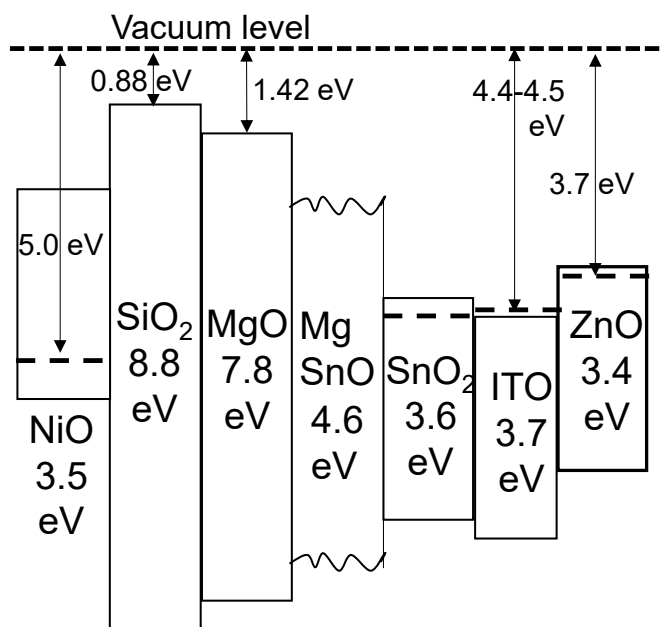 Vacuum level
0.88 eV
1.42 eV
4.4-4.5
eV
3.7 eV
5.0 eV
NiO
3.5
eV
SiO₂
8.8
eV
MgO
7.8
eV
Mg
SnO
4.6
eV
SnO₂
3.6
eV
ITO
3.7
eV
ZnO
3.4
eV